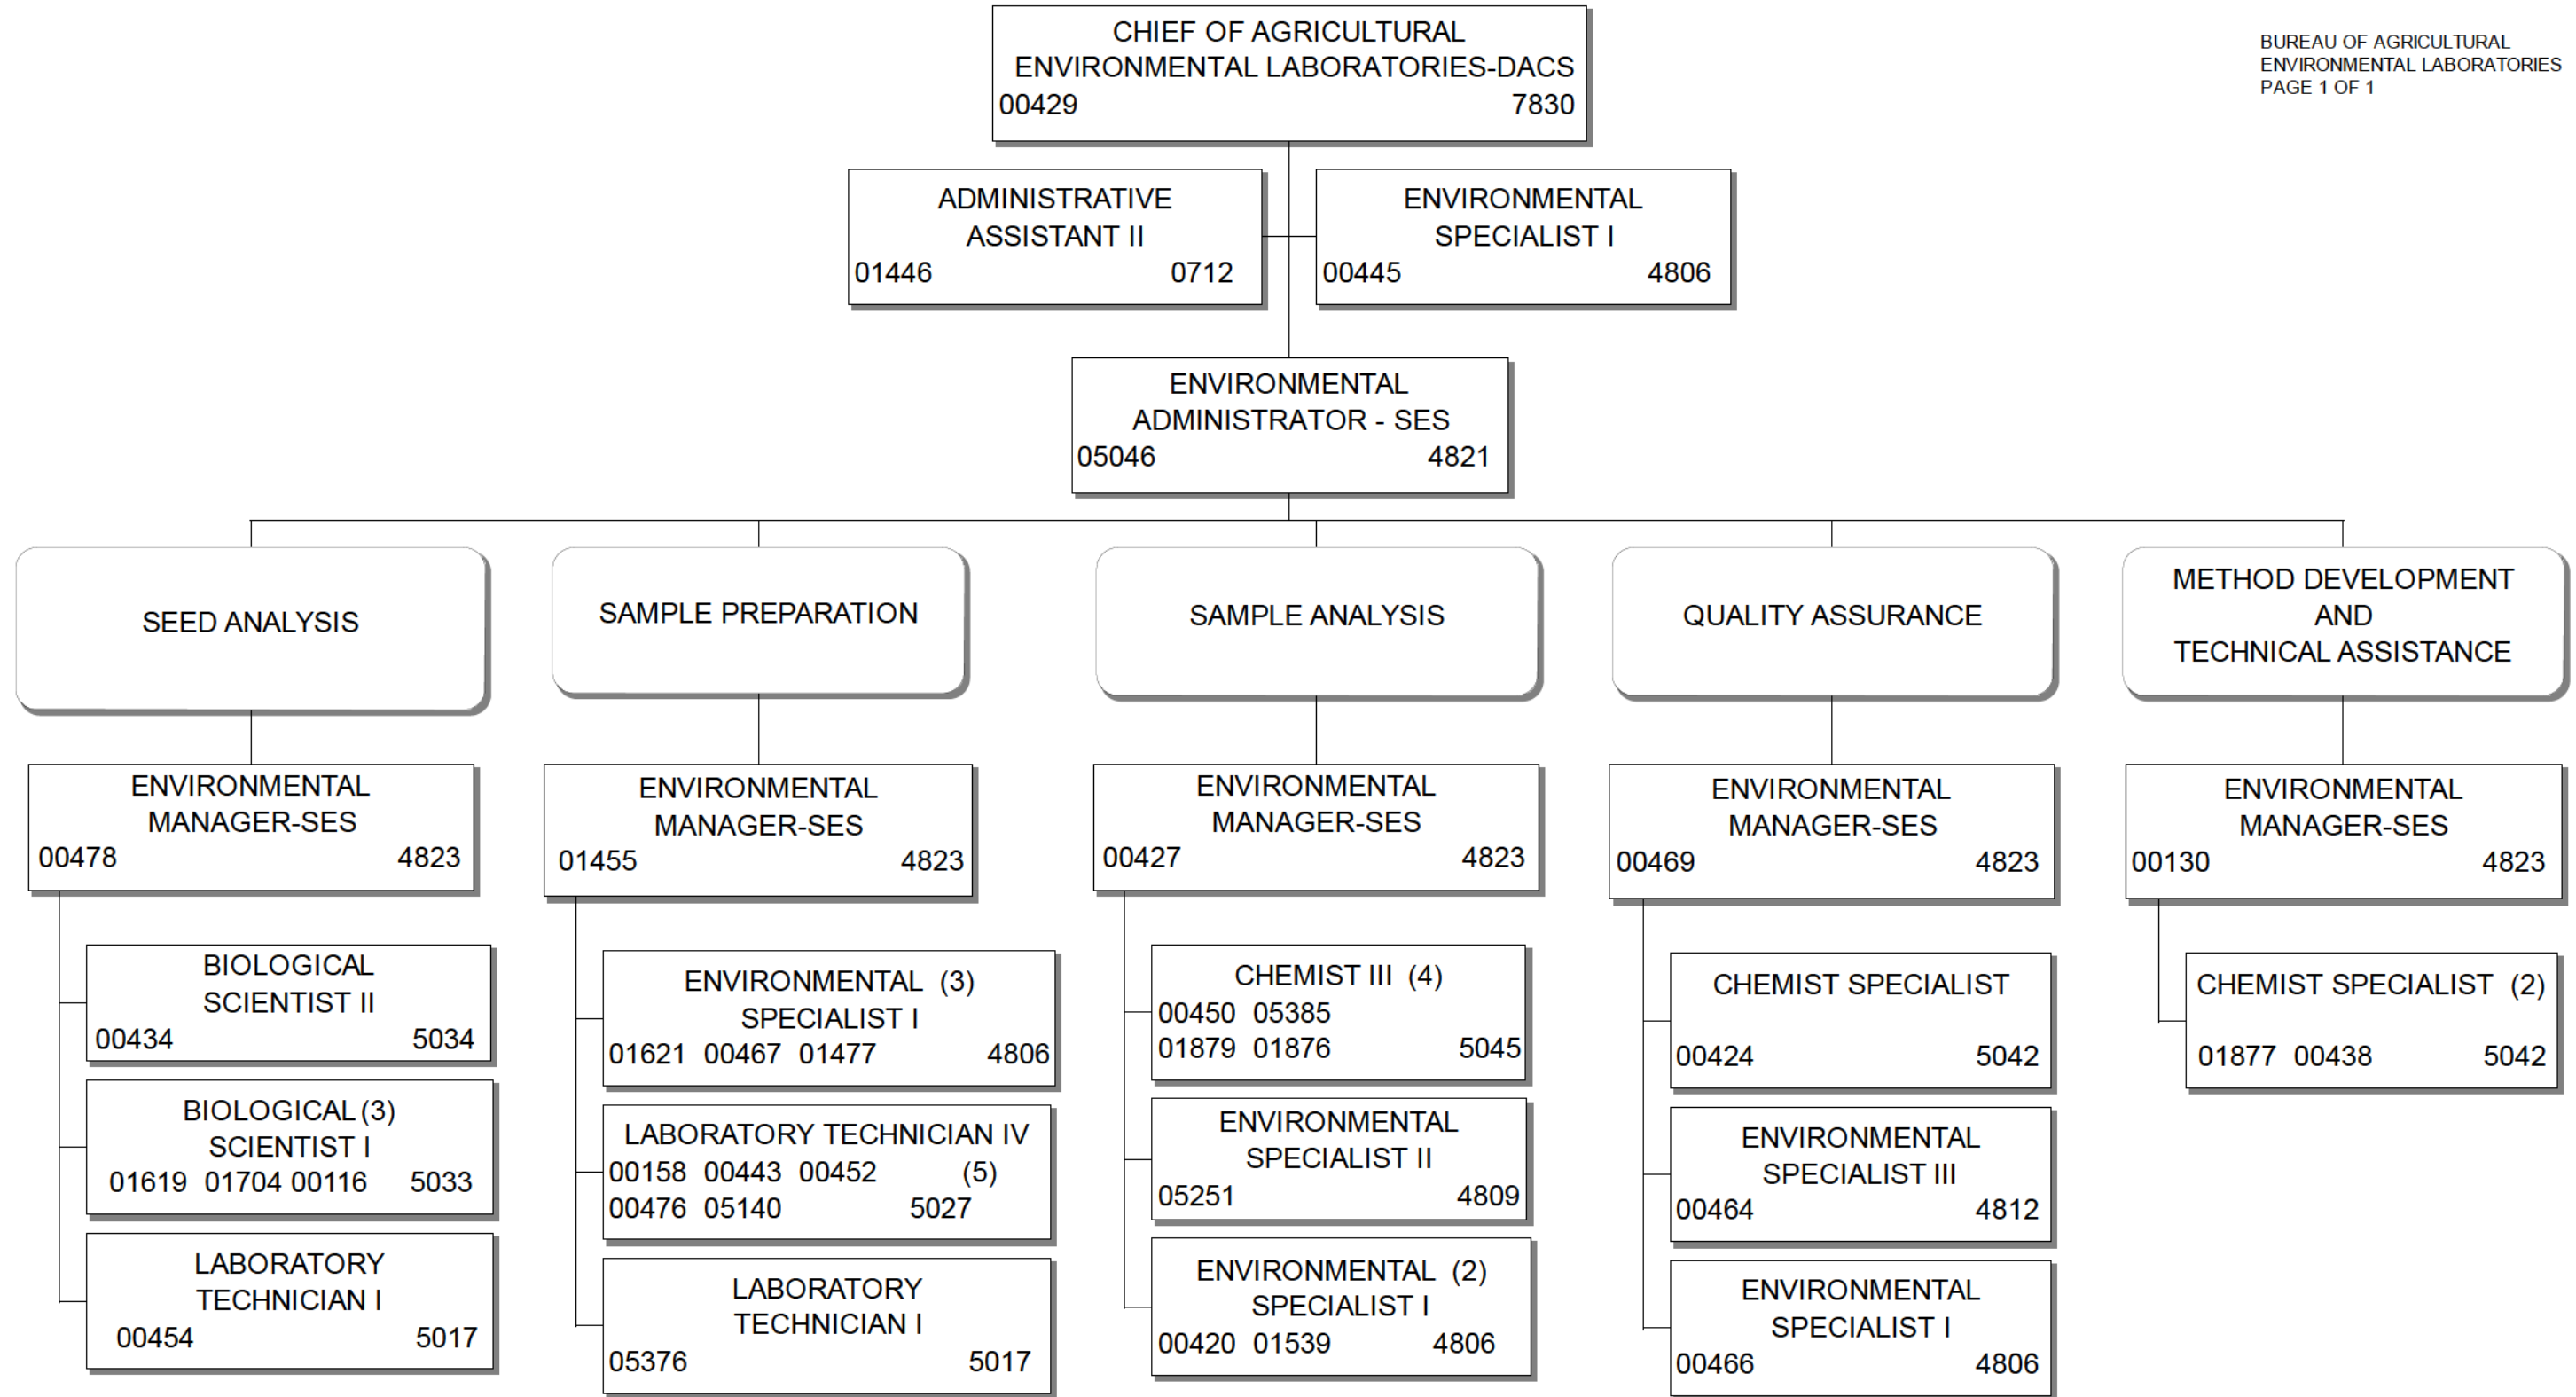 CHIEF OF AGRICULTURAL
ENVIRONMENTAL LABORATORIES-DACS
00429 7830
BUREAU OF AGRICULTURAL
ENVIRONMENTAL LABORATORIES
PAGE 1 OF 1
ADMINISTRATIVE
ASSISTANT II
01446 0712
ENVIRONMENTAL
SPECIALIST I
00445 4806
ENVIRONMENTAL
ADMINISTRATOR - SES
05046 4821
SEED ANALYSIS
SAMPLE PREPARATION
SAMPLE ANALYSIS
QUALITY ASSURANCE
METHOD DEVELOPMENT
AND
TECHNICAL ASSISTANCE
ENVIRONMENTAL
MANAGER-SES
00478 4823
BIOLOGICAL
SCIENTIST II
00434 5034
BIOLOGICAL (3)
SCIENTIST I
01619 01704 00116 5033
LABORATORY
TECHNICIAN I
00454 5017
ENVIRONMENTAL
MANAGER-SES
01455 4823
ENVIRONMENTAL (3)
SPECIALIST I
01621 00467 01477 4806
LABORATORY TECHNICIAN IV
00158 00443 00452 (5)
00476 05140 5027
LABORATORY
TECHNICIAN I
05376 5017
ENVIRONMENTAL
MANAGER-SES
00427 4823
CHEMIST III (4)
00450 05385
01879 01876 5045
ENVIRONMENTAL
SPECIALIST II
05251 4809
ENVIRONMENTAL (2)
SPECIALIST I
00420 01539 4806
ENVIRONMENTAL
MANAGER-SES
00469 4823
CHEMIST SPECIALIST
00424 5042
ENVIRONMENTAL
SPECIALIST III
00464 4812
ENVIRONMENTAL
SPECIALIST I
00466 4806
ENVIRONMENTAL
MANAGER-SES
00130 4823
CHEMIST SPECIALIST (2)
01877 00438 5042